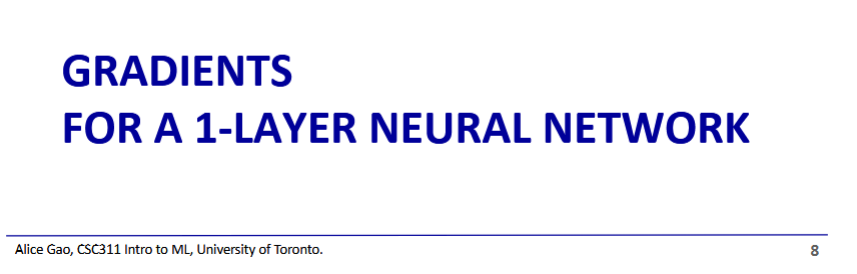 GRADIENTS
FOR A 1-LAYER NEURAL NETWORK
Alice Gao, CSC311 Intro to ML, University of Toronto.
8